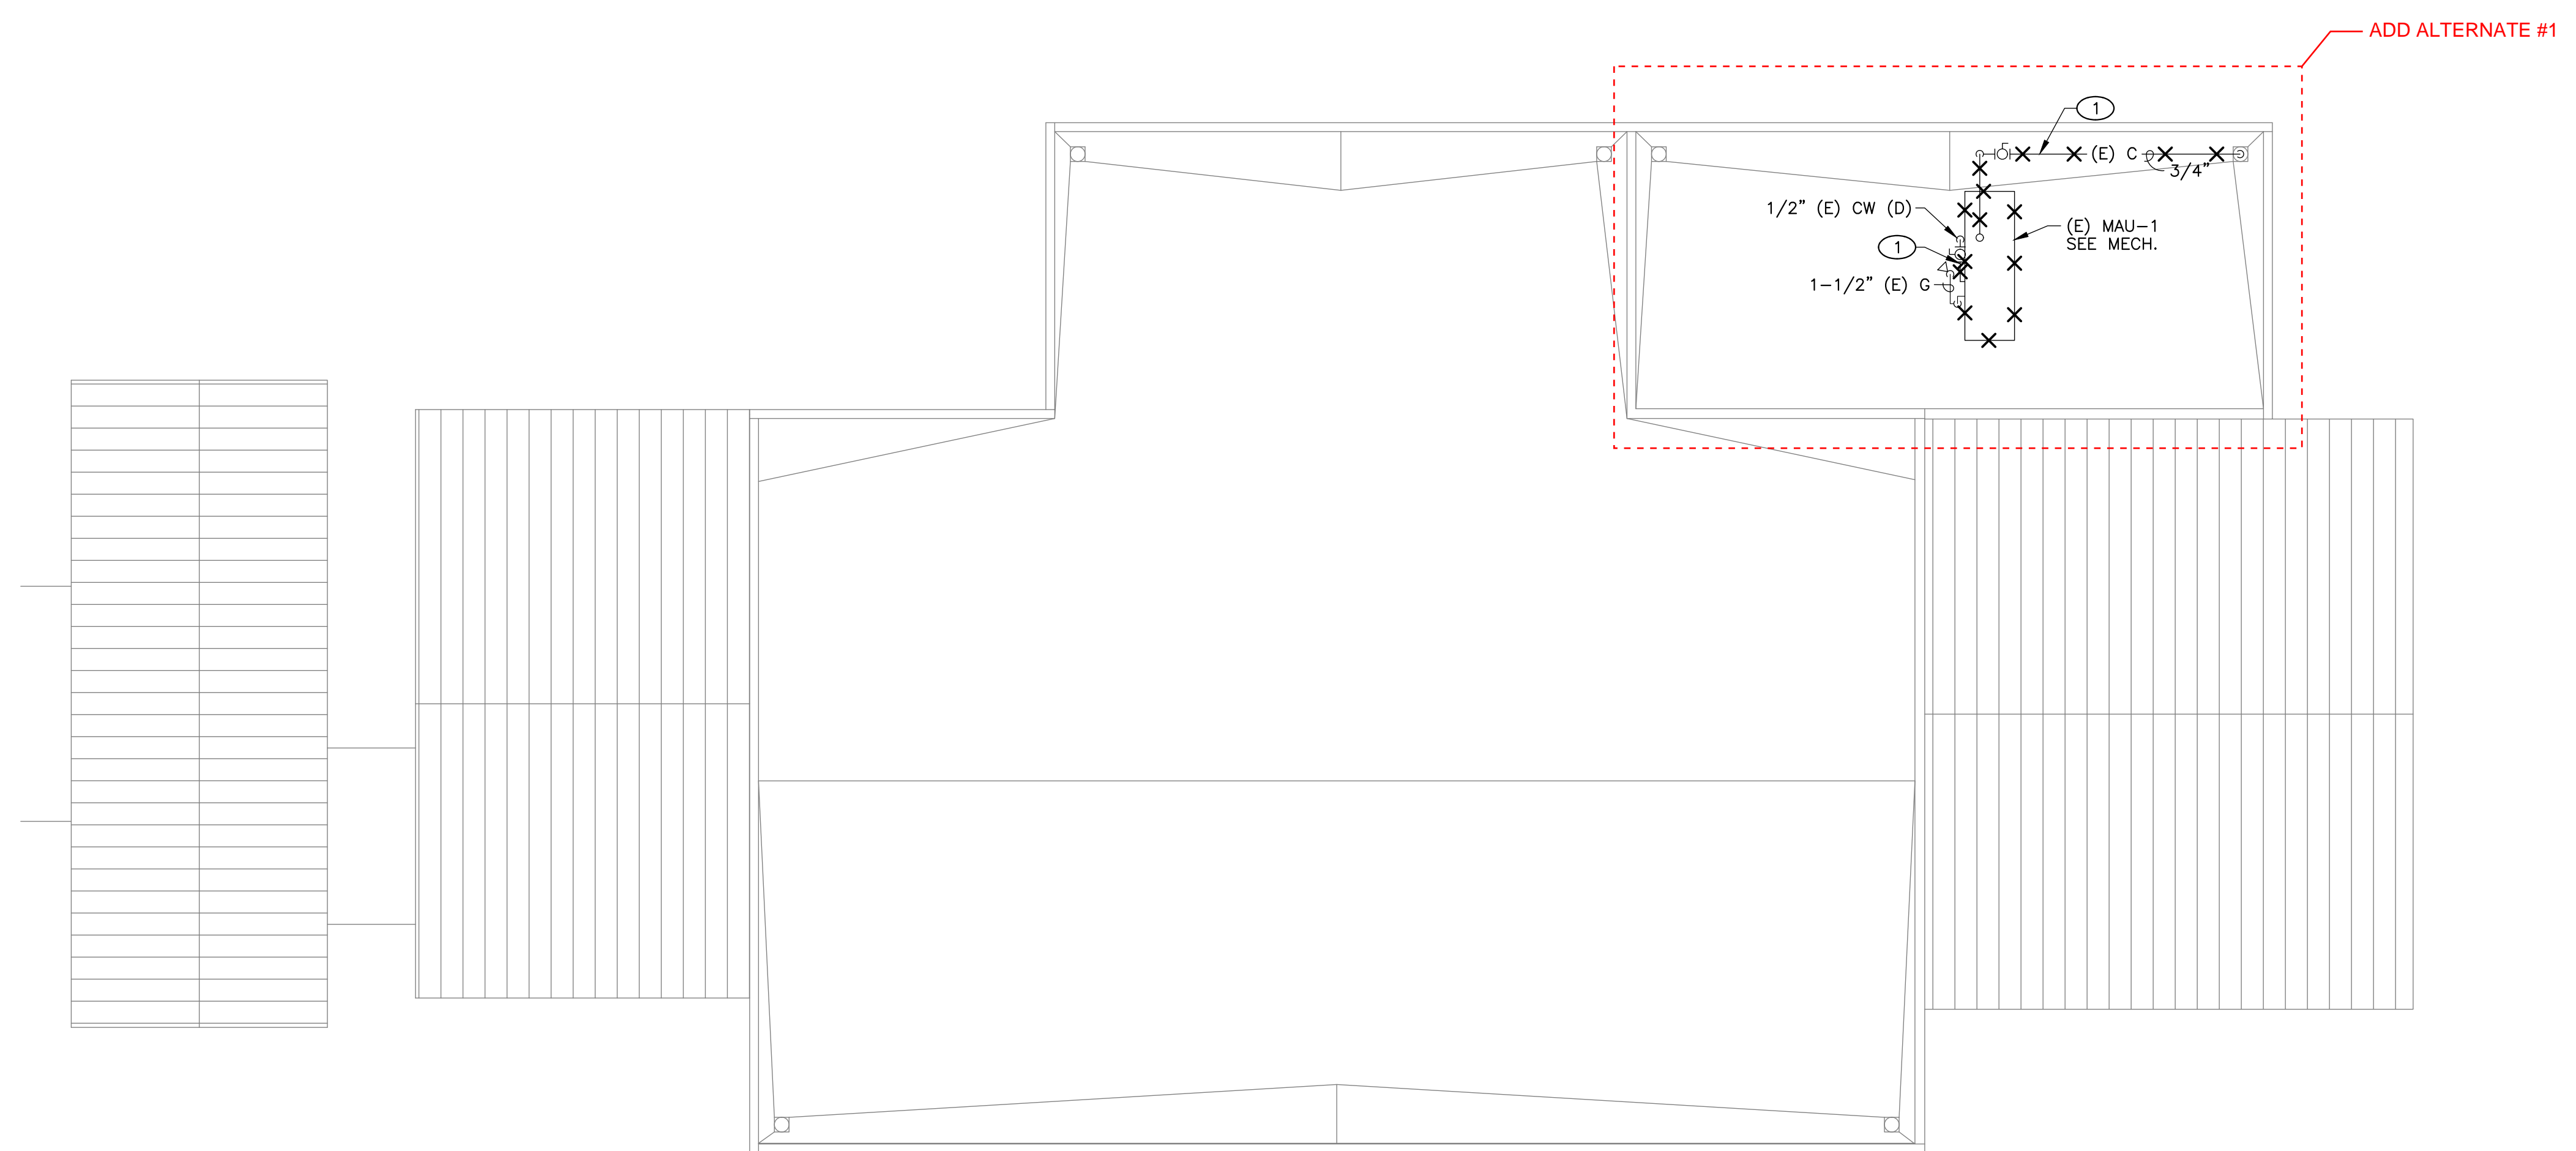 ADD ALTERNATE #1
1
(E) C
3/4”
1/2” (E) CW (D)
(E) MAU-1
SEE MECH.
1
1-1/2” (E) G